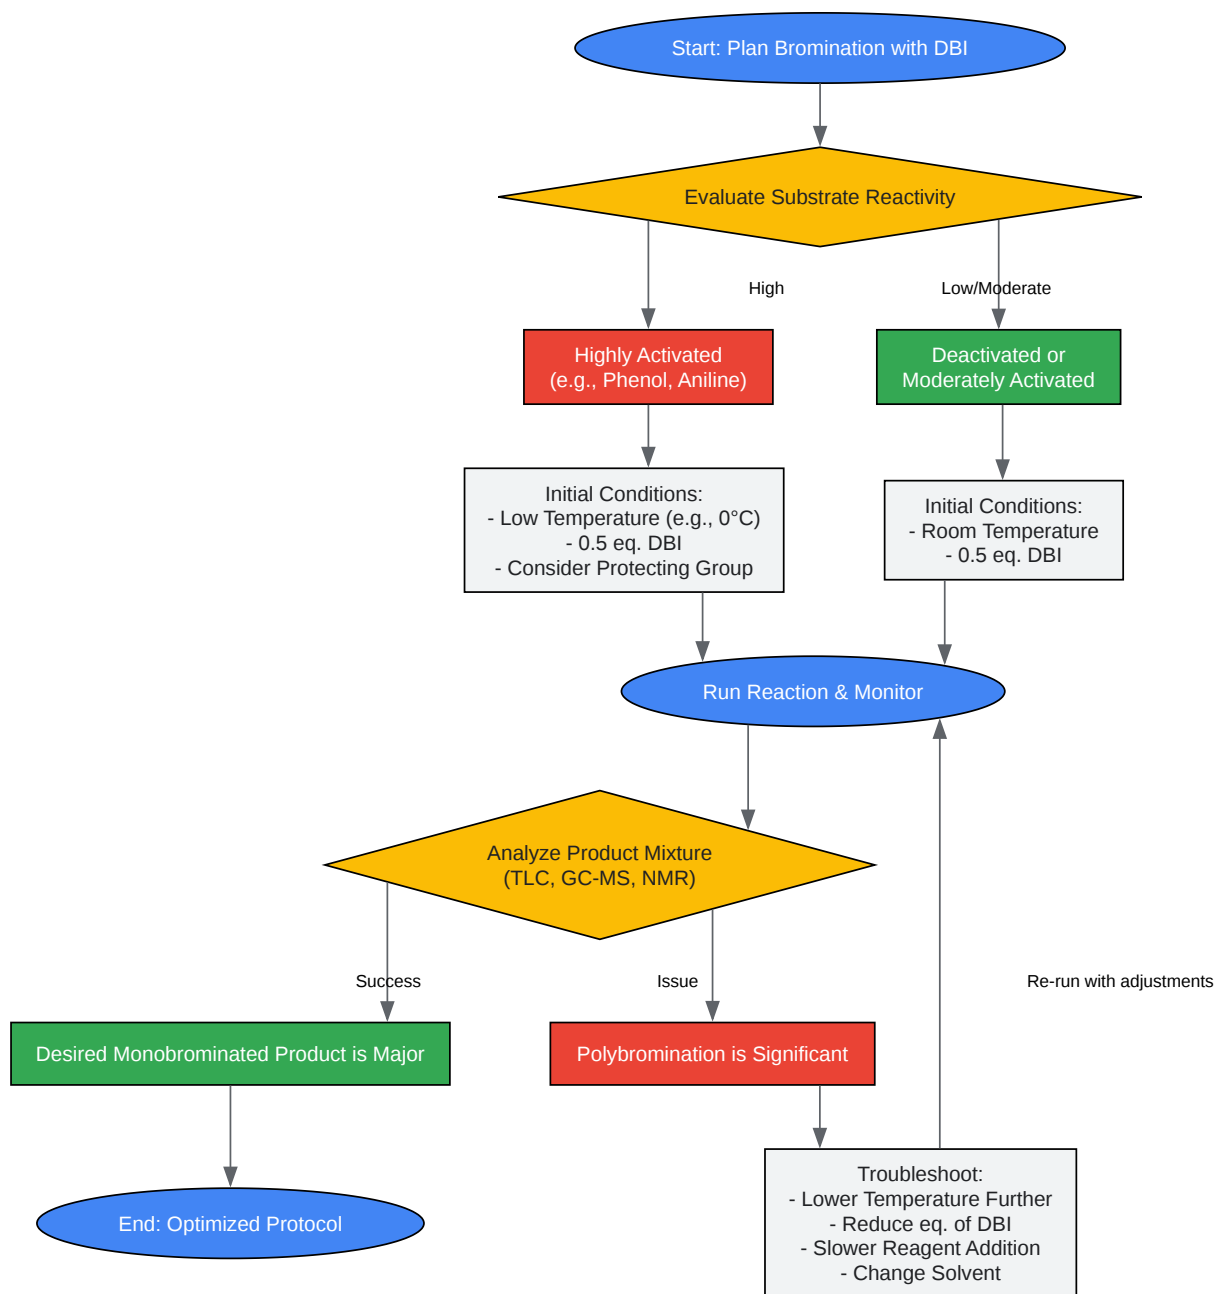 Start: Plan Bromination with DBI
Evaluate Substrate Reactivity
High
Low/Moderate
Highly Activated
(e.g., Phenol, Aniline)
Deactivated or
Moderately Activated
Initial Conditions:
- Low Temperature (e.g., 0°C)
- 0.5 eq. DBI
- Consider Protecting Group
Initial Conditions:
- Room Temperature
- 0.5 eq. DBI
Run Reaction & Monitor
Analyze Product Mixture
(TLC, GC-MS, NMR)
Success
Issue
Re-run with adjustments
Desired Monobrominated Product is Major
Polybromination is Significant
End: Optimized Protocol
Troubleshoot:
- Lower Temperature Further
- Reduce eq. of DBI
- Slower Reagent Addition
- Change Solvent